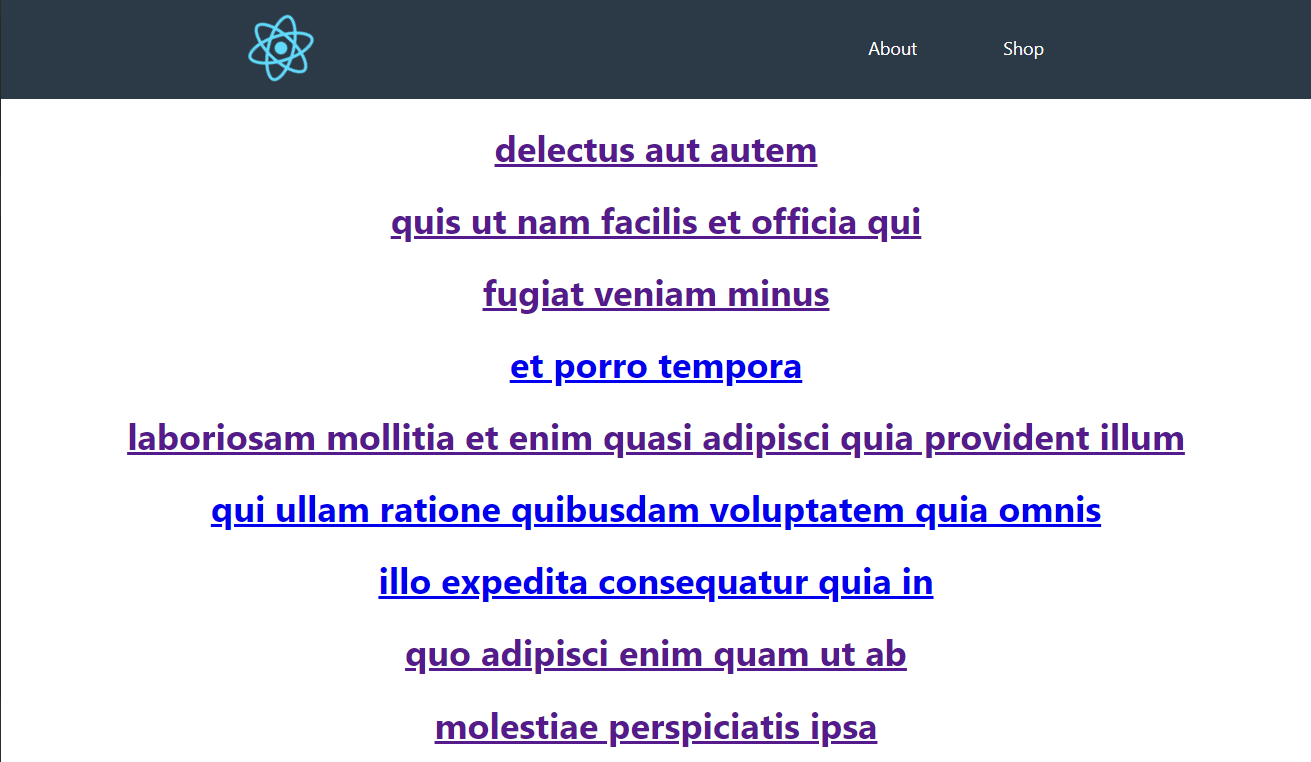 About Shop
delectus aut autem
quis ut nam facilis et officia qui
fugiat veniam minus
et porro tempora
laboriosam mollitia et enim quasi adipisci quia provident illum
qui ullam ratione quibusdam voluptatem quia omnis
illo expedita consequatur quia in
quo adipisci enim quam ut ab
molestiae perspiciatis ipsa